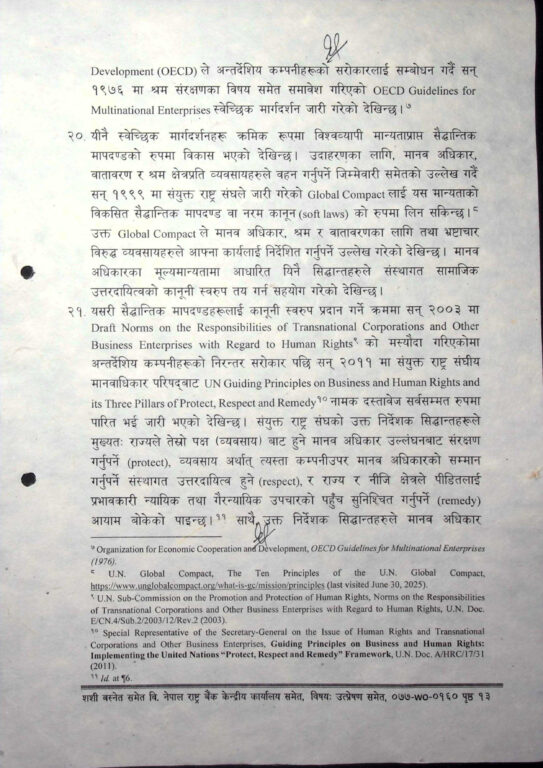 Development (OECD) ले अन्तर्देशिय कम्पनीहरूको सरोकारलाई सम्बोधन गर्दै सन्
१९७६ मा श्रम संरक्षणका विषय समेत समावेश गरिएको OECD Guidelines for
Multinational Enterprises स्वेच्छिक मार्गदर्शन जारी गरेको देखिन्छ।⁷
२०. यीनै स्वेच्छिक मार्गदर्शनहरू क्रमिक रूपमा विश्वव्यापी मान्यताप्राप्त सैद्धान्तिक
मापदण्डको रुपमा विकास भएको देखिन्छ। उदाहरणका लागि, मानव अधिकार,
वातावरण र श्रम क्षेत्रप्रति व्यवसायहरुले वहन गर्नुपर्ने जिम्मेवारी समेतको उल्लेख गर्दै
सन् १९९९ मा संयुक्त राष्ट्र संघले जारी गरेको Global Compact लाई यस मान्यताको
विकसित सैद्धान्तिक मापदण्ड वा नरम कानून (soft laws) को रुपमा लिन सकिन्छ।८
उक्त Global Compact ले मानव अधिकार, श्रम र वातावरणका लागि तथा भ्रष्टाचार
विरुद्ध व्यवसायहरुले आफ्ना कार्यलाई निर्देशित गर्नुपर्ने उल्लेख गरेको देखिन्छ। मानव
अधिकारका मूल्यमान्यतामा आधारित यिनै सिद्धान्तहरुले संस्थागत सामाजिक
उत्तरदायित्वको कानूनी स्वरुप तय गर्न सहयोग गरेको देखिन्छ।
२१. यसरी सैद्धान्तिक मापदण्डहरूलाई कानूनी स्वरुप प्रदान गर्ने क्रममा सन् २००३ मा
Draft Norms on the Responsibilities of Transnational Corporations and Other
Business Enterprises with Regard to Human Rights९ को मस्यौदा गरिएकोमा
अन्तर्देशिय कम्पनीहरूको निरन्तर सरोकार पछि सन् २०११ मा संयुक्त राष्ट्र संघीय
मानवाधिकार परिषद्बाट UN Guiding Principles on Business and Human Rights and
its Three Pillars of Protect, Respect and Remedy१० नामक दस्तावेज सर्वसम्मत रुपमा
पारित भई जारी भएको देखिन्छ। संयुक्त राष्ट्र संघको उक्त निर्देशक सिद्धान्तहरूले
मुख्यतः राज्यले तेस्रो पक्ष (व्यवसाय) बाट हुने मानव अधिकार उल्लंघनबाट संरक्षण
गर्नुपर्ने (protect), व्यवसाय अर्थात् त्यस्ता कम्पनीउपर मानव अधिकारको सम्मान
गर्नुपर्ने संस्थागत उत्तरदायित्व हुने (respect), र राज्य र नीजि क्षेत्रले पीडितलाई
प्रभावकारी न्यायिक तथा गैरन्यायिक उपचारको पहुँच सुनिश्चित गर्नुपर्ने (remedy)
आयाम बोकेको पाइन्छ।११ साथै, उक्त निर्देशक सिद्धान्तहरुले मानव अधिकार
७ Organization for Economic Cooperation and Development, OECD Guidelines for Multinational Enterprises
(1976).
८ U.N. Global Compact, The Ten Principles of the U.N. Global Compact,
https://www.unglobalcompact.org/what-is-gc/mission/principles (last visited June 30, 2025).
९ U.N. Sub-Commission on the Promotion and Protection of Human Rights, Norms on the Responsibilities
of Transnational Corporations and Other Business Enterprises with Regard to Human Rights, U.N. Doc.
E/CN.4/Sub.2/2003/12/Rev.2 (2003).
१० Special Representative of the Secretary-General on the Issue of Human Rights and Transnational
Corporations and Other Business Enterprises, Guiding Principles on Business and Human Rights:
Implementing the United Nations "Protect, Respect and Remedy" Framework, U.N. Doc. A/HRC/17/31
(2011).
११ Id. at ¶6.
शशी बस्नेत समेत वि. नेपाल राष्ट्र बैंक केन्द्रीय कार्यालय समेत, विषयः उत्प्रेषण समेत, ०७७-WO-०९६० पृष्ठ १३